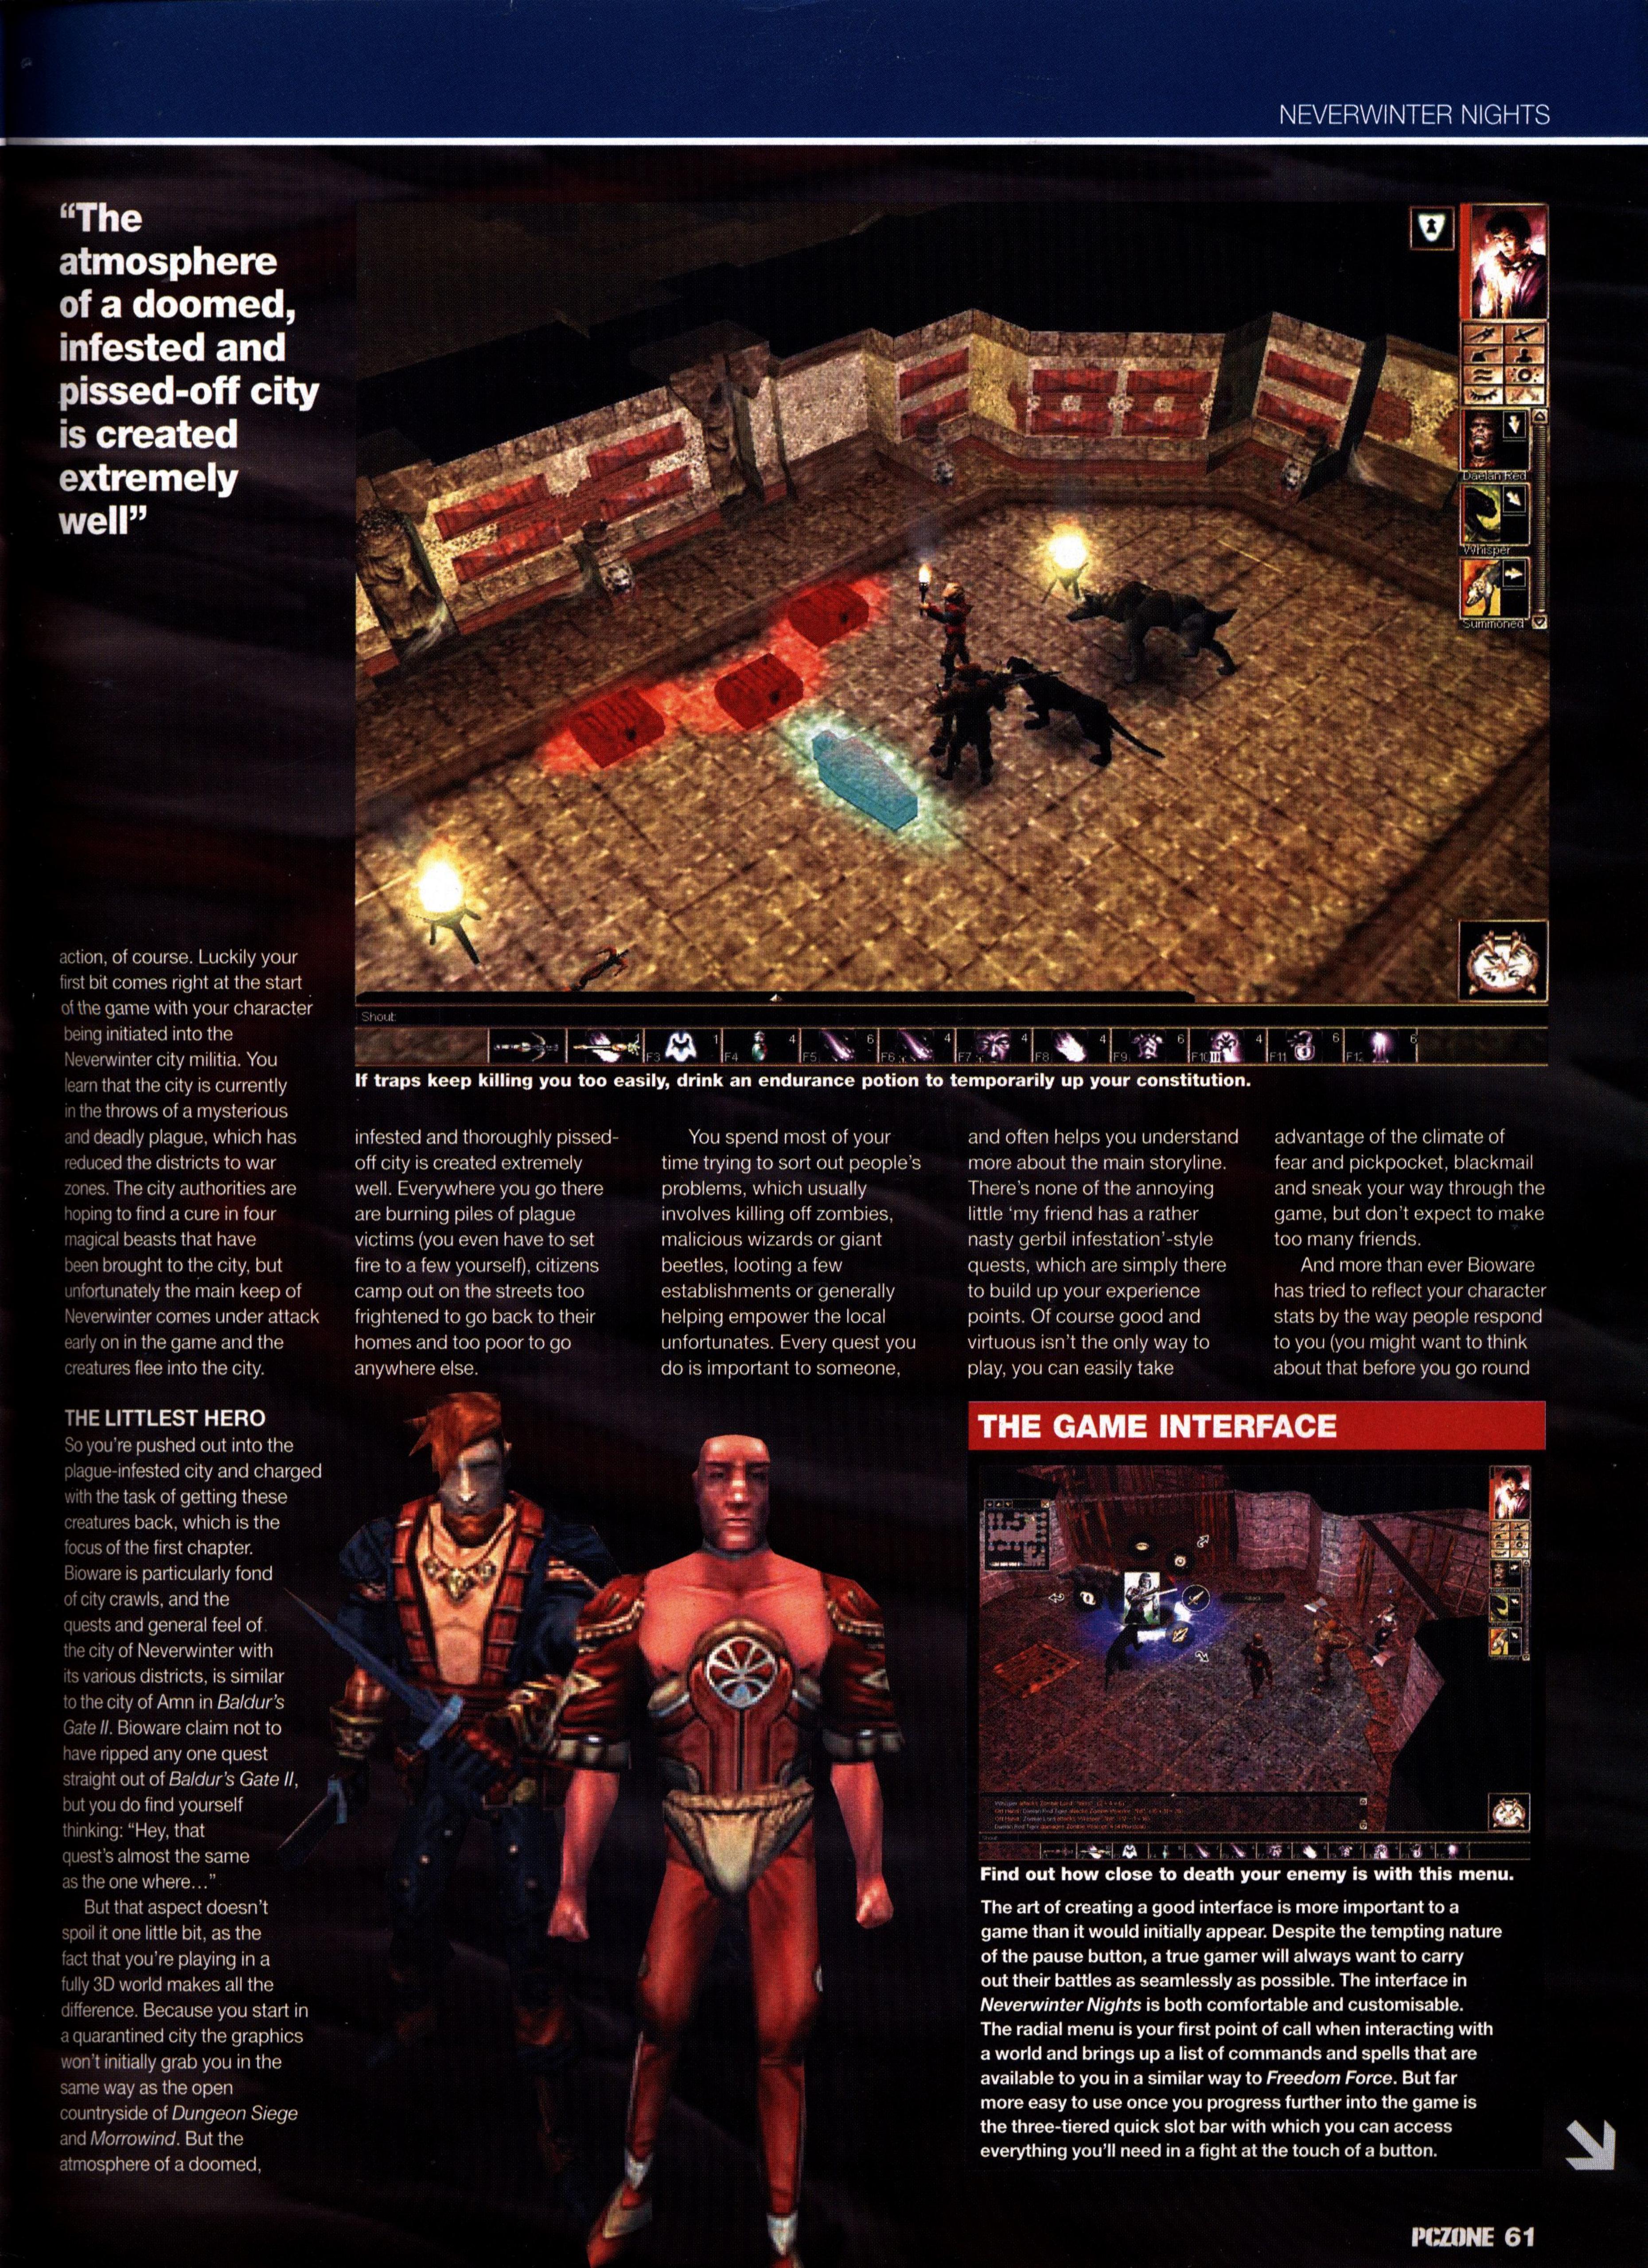 NEVERWINTER NIGHTS
“The
atmosphere
of a doomed,
infested and
pissed-off city
is created
extremely
well”
Daelan Red
Whisper
Summoned
Shout:
1
4
6
4
4
4
6
4
6
6
F3
F4
F5
F6
F7
F8
F9
F10
F11
F12
If traps keep killing you too easily, drink an endurance potion to temporarily up your constitution.
action, of course. Luckily your
first bit comes right at the start
of the game with your character
being initiated into the
Neverwinter city militia. You
learn that the city is currently
in the throws of a mysterious
and deadly plague, which has
reduced the districts to war
zones. The city authorities are
hoping to find a cure in four
magical beasts that have
been brought to the city, but
unfortunately the main keep of
Neverwinter comes under attack
early on in the game and the
creatures flee into the city.
THE LITTLEST HERO
So you’re pushed out into the
plague-infested city and charged
with the task of getting these
creatures back, which is the
focus of the first chapter.
Bioware is particularly fond
of city crawls, and the
quests and general feel of
the city of Neverwinter with
its various districts, is similar
to the city of Amn in Baldur’s
Gate II. Bioware claim not to
have ripped any one quest
straight out of Baldur’s Gate II,
but you do find yourself
thinking: “Hey, that
quest’s almost the same
as the one where…”
But that aspect doesn’t
spoil it one little bit, as the
fact that you’re playing in a
fully 3D world makes all the
difference. Because you start in
a quarantined city the graphics
won’t initially grab you in the
same way as the open
countryside of Dungeon Siege
and Morrowind. But the
atmosphere of a doomed,
infested and thoroughly pissed-
off city is created extremely
well. Everywhere you go there
are burning piles of plague
victims (you even have to set
fire to a few yourself), citizens
camp out on the streets too
frightened to go back to their
homes and too poor to go
anywhere else.
You spend most of your
time trying to sort out people’s
problems, which usually
involves killing off zombies,
malicious wizards or giant
beetles, looting a few
establishments or generally
helping empower the local
unfortunates. Every quest you
do is important to someone,
and often helps you understand
more about the main storyline.
There’s none of the annoying
little ‘my friend has a rather
nasty gerbil infestation’-style
quests, which are simply there
to build up your experience
points. Of course good and
virtuous isn’t the only way to
play, you can easily take
advantage of the climate of
fear and pickpocket, blackmail
and sneak your way through the
game, but don’t expect to make
too many friends.
And more than ever Bioware
has tried to reflect your character
stats by the way people respond
to you (you might want to think
about that before you go round
THE GAME INTERFACE
Find out how close to death your enemy is with this menu.
The art of creating a good interface is more important to a
game than it would initially appear. Despite the tempting nature
of the pause button, a true gamer will always want to carry
out their battles as seamlessly as possible. The interface in
Neverwinter Nights is both comfortable and customisable.
The radial menu is your first point of call when interacting with
a world and brings up a list of commands and spells that are
available to you in a similar way to Freedom Force. But far
more easy to use once you progress further into the game is
the three-tiered quick slot bar with which you can access
everything you’ll need in a fight at the touch of a button.
PCZONE 61